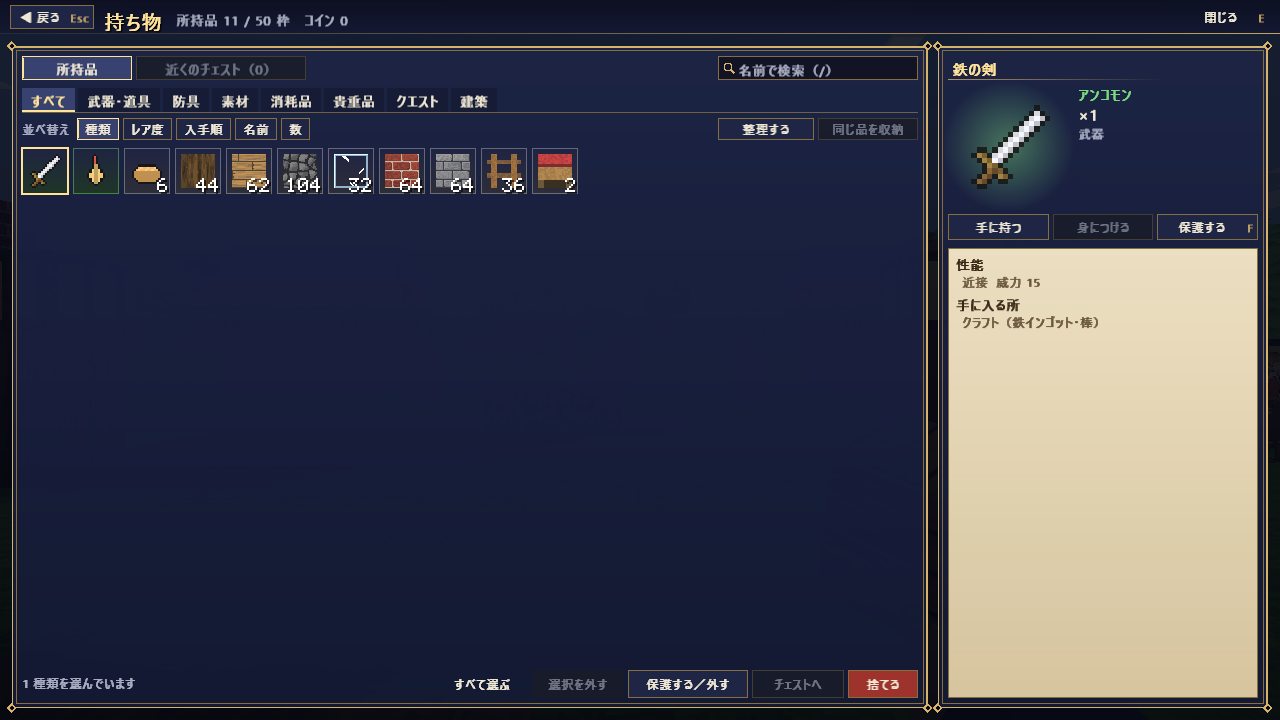 ◀戻る Esc 持ち物 所持品 11 / 50 枠 コイン 0 閉じる E
所持品 近くのチェスト（0） 名前で検索（/）
すべて 武器・道具 防具 素材 消耗品 貴重品 クエスト 建築
並べ替え 種類 レア度 入手順 名前 数 整理する 同じ品を収納
6 44 62 104 32 64 64 36 2
1 種類を選んでいます すべて選ぶ 選択を外す 保護する／外す チェストへ 捨てる
鉄の剣
アンコモン
×1
武器
手に持つ 身につける 保護する F
性能
近接 威力 15
手に入る所
クラフト（鉄インゴット・棒）